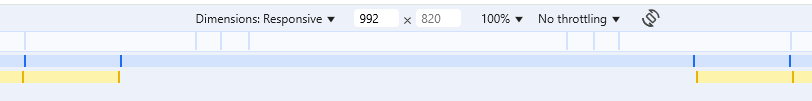 Dimensions: Responsive ▼ 992 × 820 100% ▼ No throttling ▼